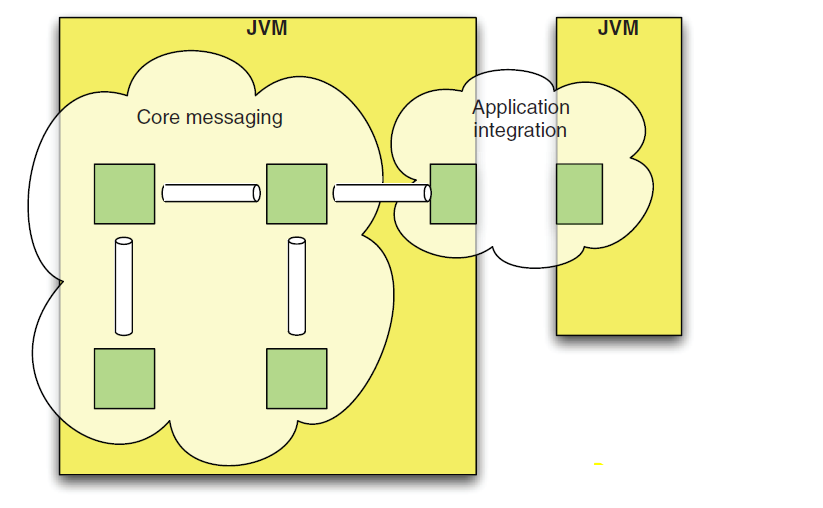 JVM
JVM
Core messaging
Application
integration